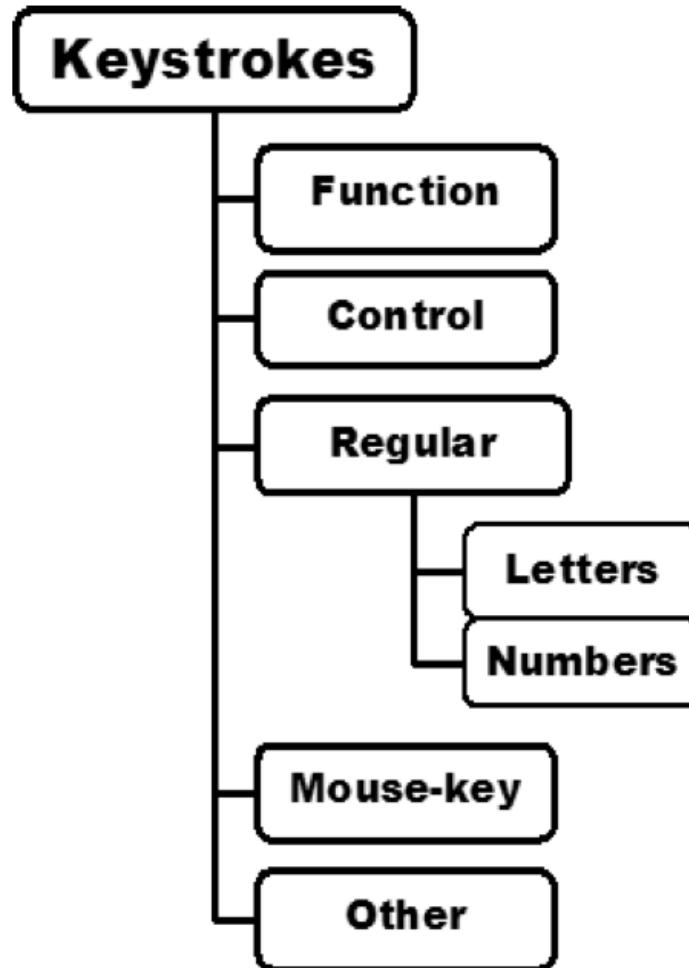 Keystrokes
Function
Control
Regular
Letters
Numbers
Mouse-key
Other